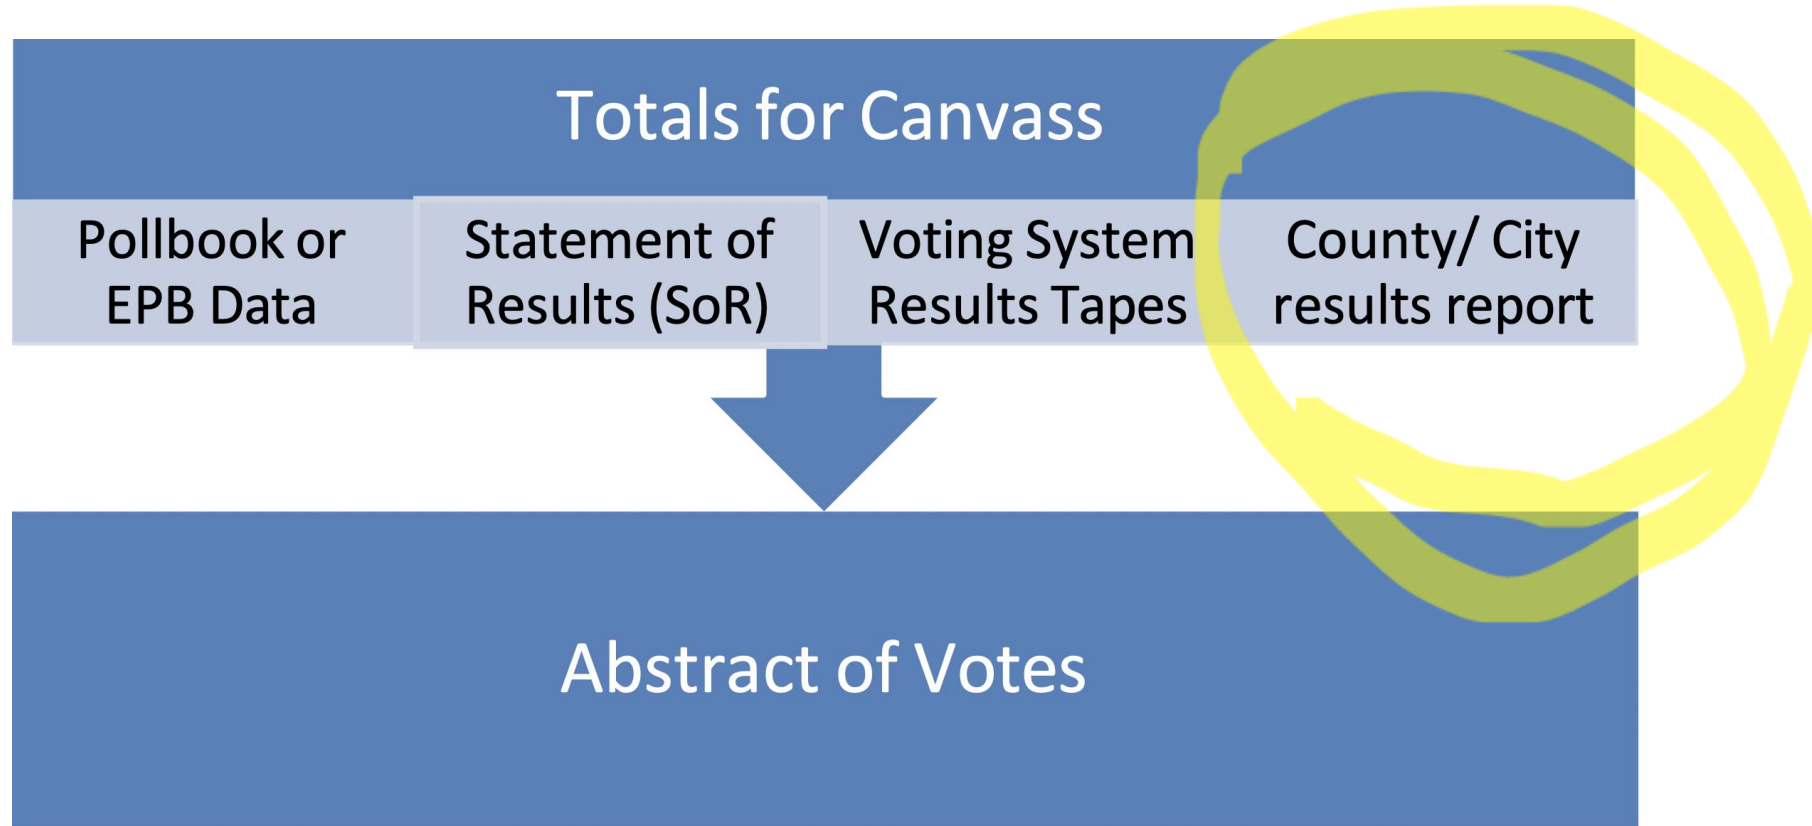 Totals for Canvass
Pollbook or
EPB Data
Statement of
Results (SoR)
Voting System
Results Tapes
County/ City
results report
Abstract of Votes